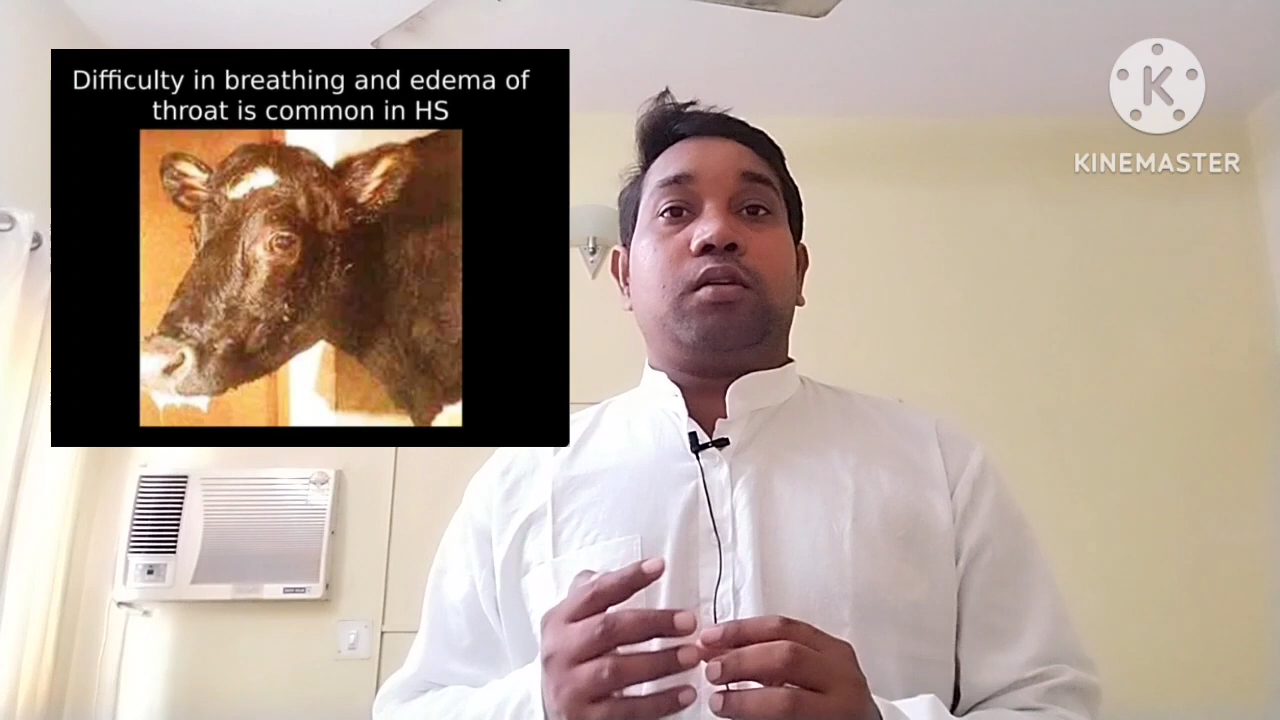 Difficulty in breathing and edema of
throat is common in HS
K
KINEMASTER